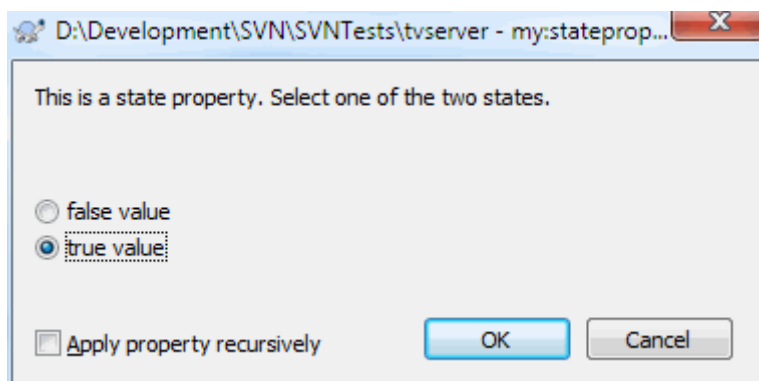 D:\Development\SVN\SVNTests\tvserver - my:stateprop...
This is a state property. Select one of the two states.
false value
true value
Apply property recursively
OK
Cancel